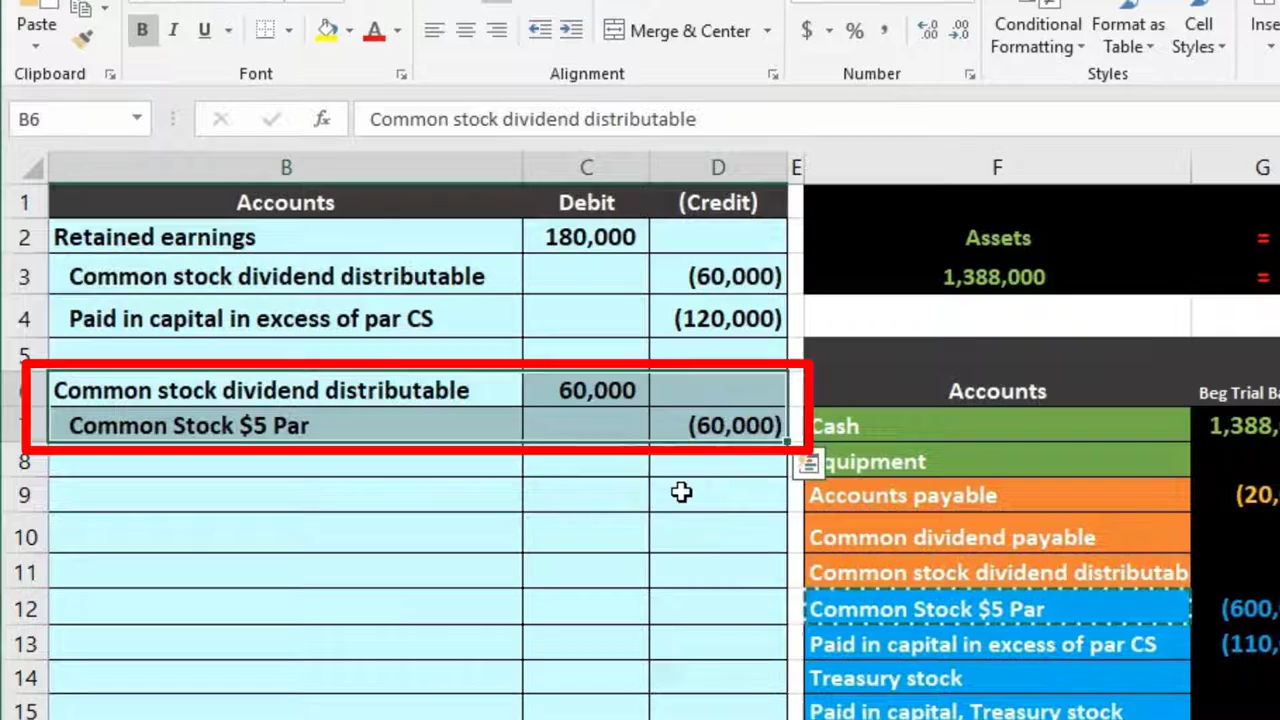 Paste
B I U A
Merge & Center
$ % ,
Conditional Formatting
Format as Table
Cell Styles
Clipboard Font Alignment Number Styles
B6 fx Common stock dividend distributable
B C D E F G
1 Accounts Debit (Credit)
2 Retained earnings 180,000 Assets =
3 Common stock dividend distributable (60,000) 1,388,000 =
4 Paid in capital in excess of par CS (120,000)
5
Common stock dividend distributable 60,000 Accounts Beg Trial Ba
Common Stock $5 Par (60,000) Cash 1,388,
8 quipment
9 Accounts payable (20,
10 Common dividend payable
11 Common stock dividend distributab
12 Common Stock $5 Par (600,
13 Paid in capital in excess of par CS (110,
14 Treasury stock
15 Paid in capital, Treasury stock